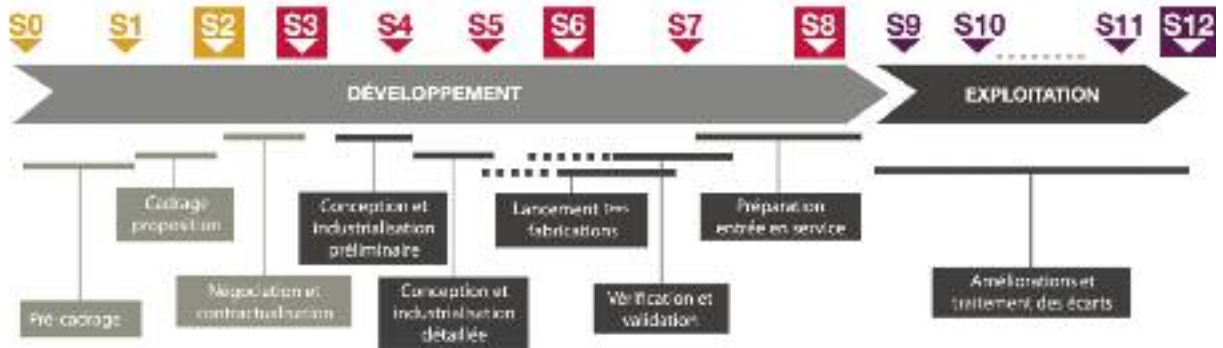 S0 S1 S2 S3 S4 S5 S6 S7 S8 S9 S10 S11 S12
DÉVELOPPEMENT
EXPLOITATION
Pré-cadrage
Cadrage
proposition
Négociation et
contractualisation
Conception et
industrialisation
préliminaire
Conception et
industrialisation
détaillée
Lancement 1ères
fabrications
Vérification et
validation
Préparation
entrée en service
Améliorations et
traitement des écarts